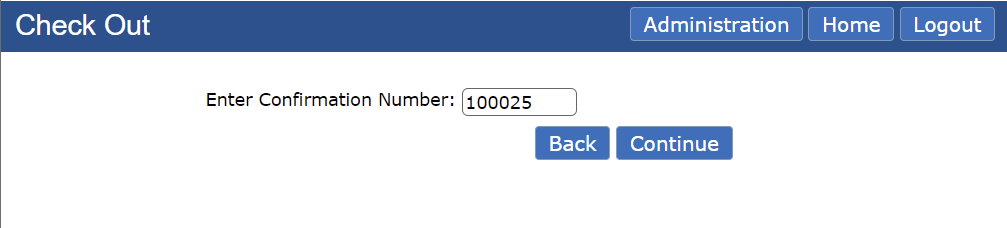 Check Out
Administration Home Logout
Enter Confirmation Number: 100025
Back Continue